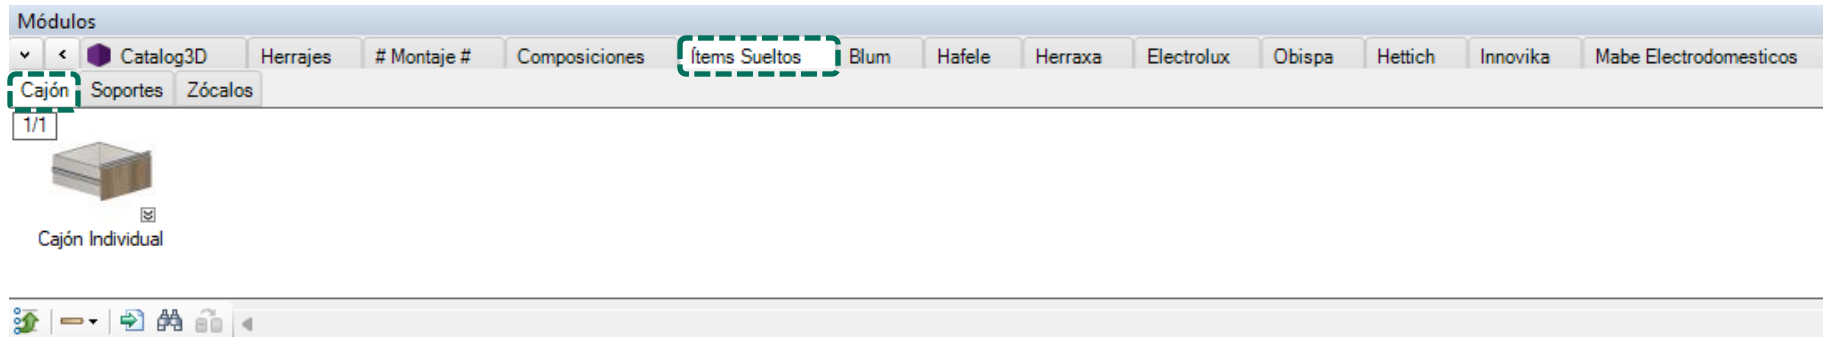 Módulos
Catalog3D Herrajes # Montaje # Composiciones Ítems Sueltos Blum Hafele Herraxa Electrolux Obispa Hettich Innovika Mabe Electrodomesticos
Cajón Soportes Zócalos
1/1
Cajón Individual